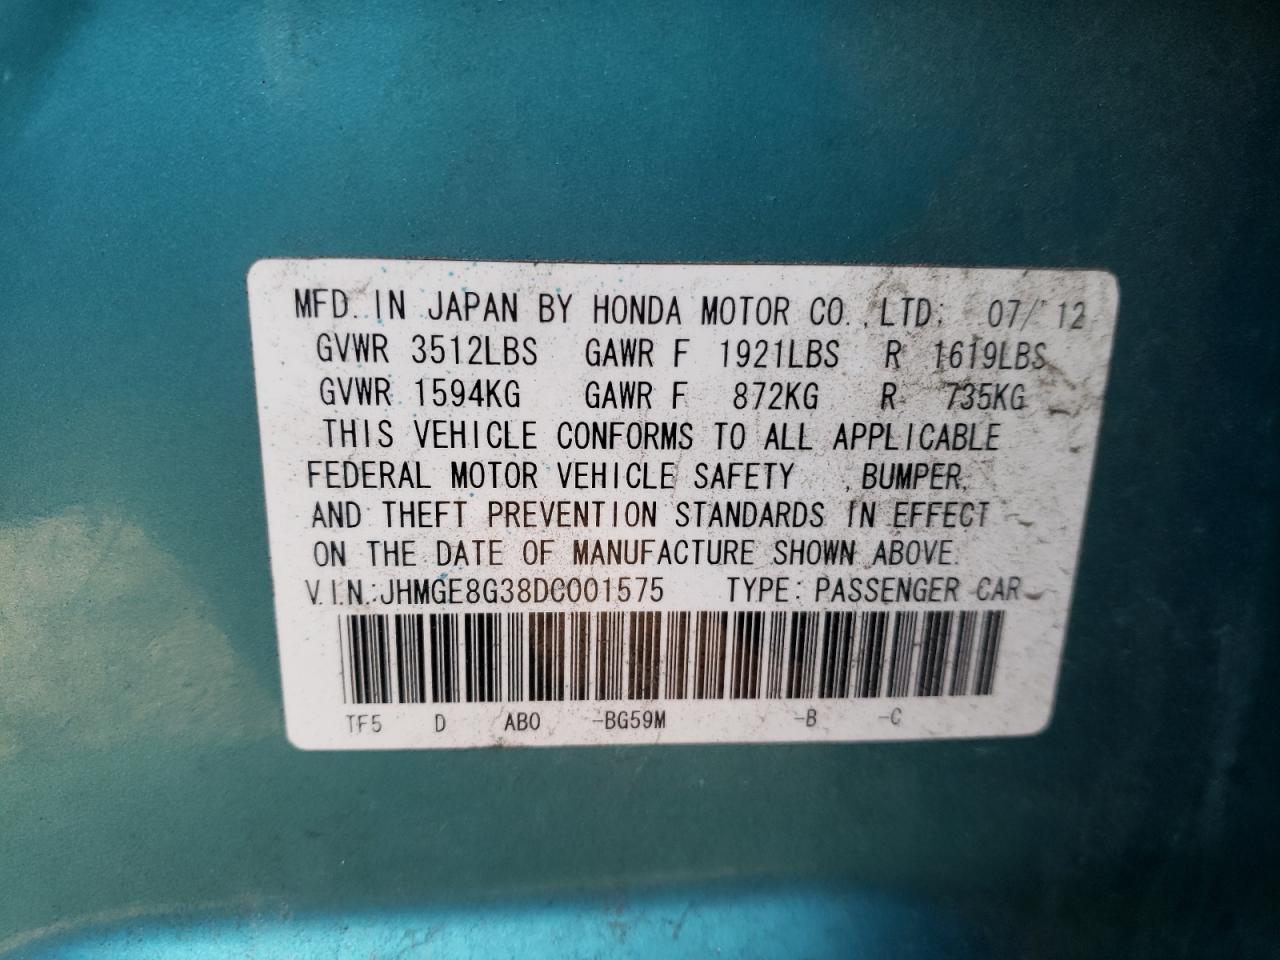 MFD. IN JAPAN BY HONDA MOTOR CO., LTD. 07/'12
GVWR 3512LBS GAWR F 1921LBS R 1619LBS
GVWR 1594KG GAWR F 872KG R 735KG
THIS VEHICLE CONFORMS TO ALL APPLICABLE
FEDERAL MOTOR VEHICLE SAFETY , BUMPER,
AND THEFT PREVENTION STANDARDS IN EFFECT
ON THE DATE OF MANUFACTURE SHOWN ABOVE.
V.I.N.:JHMGE8G38DC001575 TYPE: PASSENGER CAR
TF5 D AB0 -BG59M -B -C